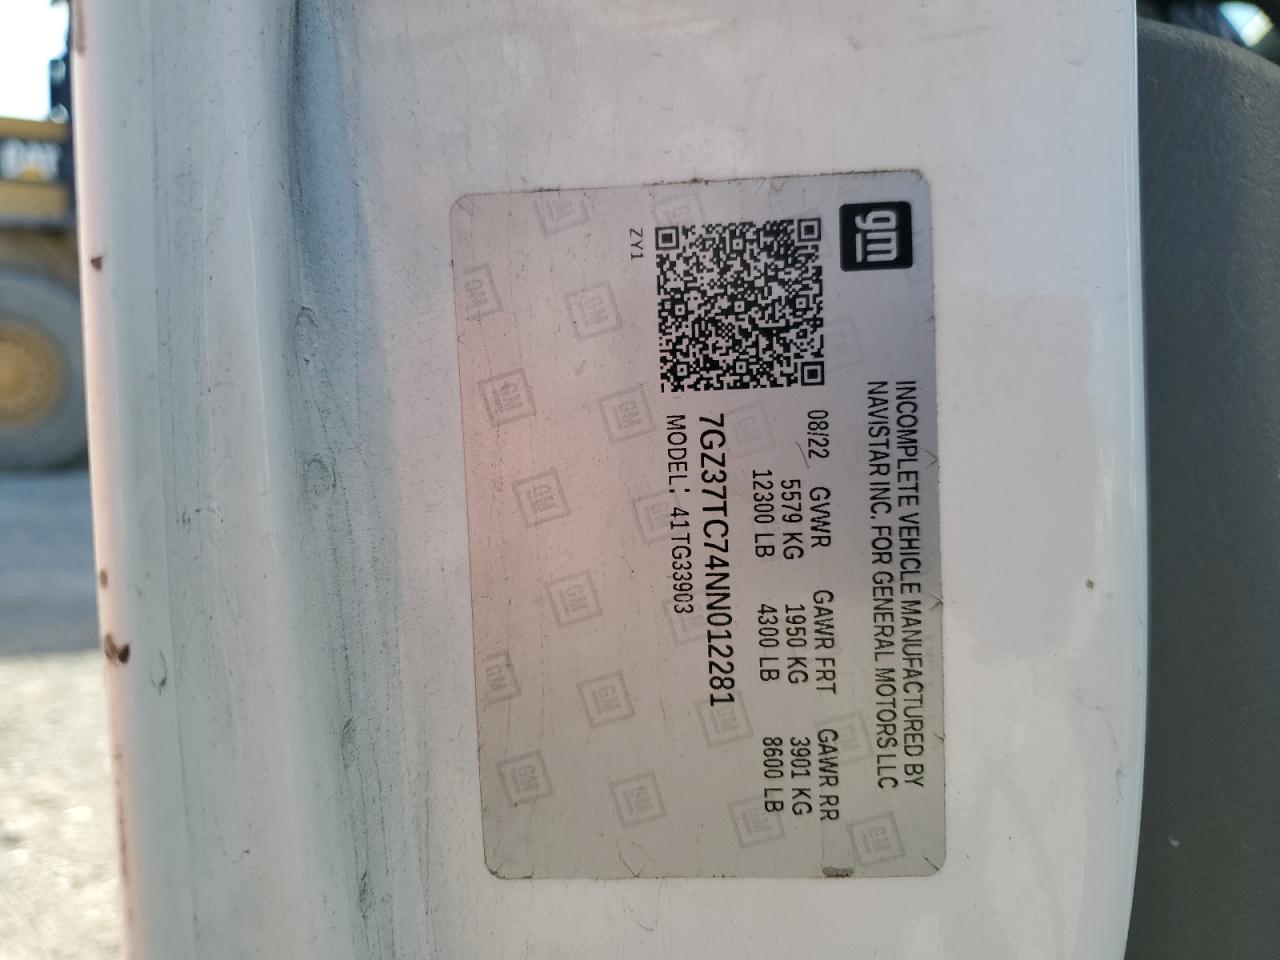 gm
INCOMPLETE VEHICLE MANUFACTURED BY
NAVISTAR INC. FOR GENERAL MOTORS LLC
08/22 GVWR GAWR FRT GAWR RR
5579 KG 1950 KG 3901 KG
12300 LB 4300 LB 8600 LB
7GZ37TC74NN012281
MODEL: 41TG33903
ZY1
CAT